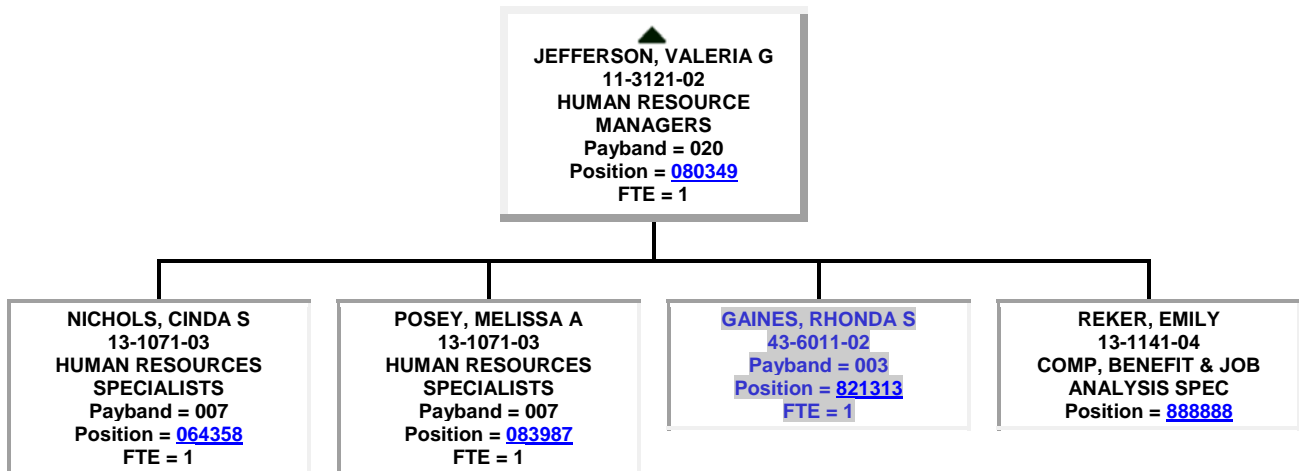 JEFFERSON, VALERIA G
11-3121-02
HUMAN RESOURCE
MANAGERS
Payband = 020
Position = 080349
FTE = 1
NICHOLS, CINDA S
13-1071-03
HUMAN RESOURCES
SPECIALISTS
Payband = 007
Position = 064358
FTE = 1
POSEY, MELISSA A
13-1071-03
HUMAN RESOURCES
SPECIALISTS
Payband = 007
Position = 083987
FTE = 1
GAINES, RHONDA S
43-6011-02
Payband = 003
Position = 821313
FTE = 1
REKER, EMILY
13-1141-04
COMP, BENEFIT & JOB
ANALYSIS SPEC
Position = 888888